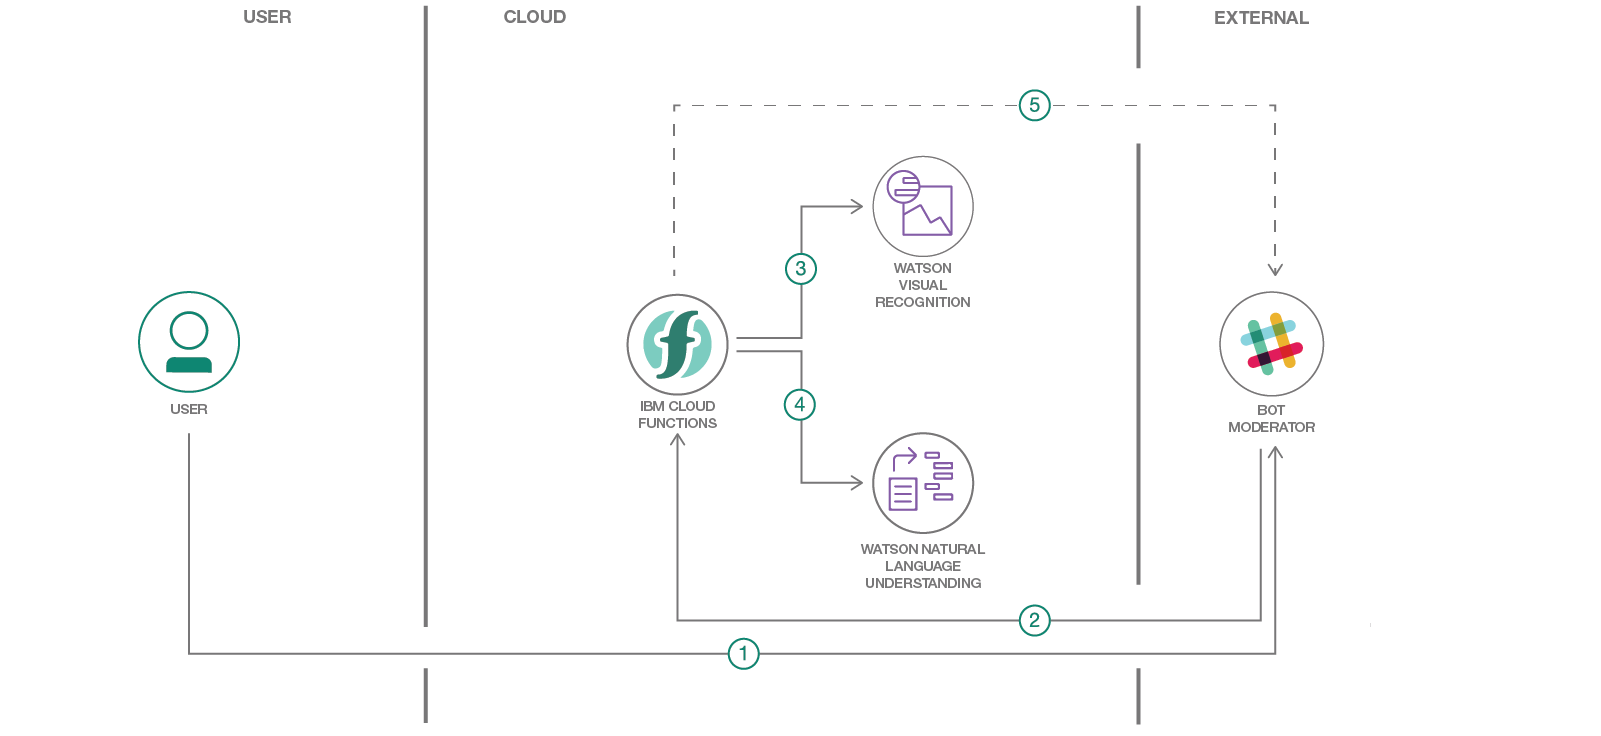 USER
CLOUD
EXTERNAL
5
WATSON
VISUAL
RECOGNITION
3
IBM CLOUD
FUNCTIONS
USER
BOT
MODERATOR
4
WATSON NATURAL
LANGUAGE
UNDERSTANDING
2
1